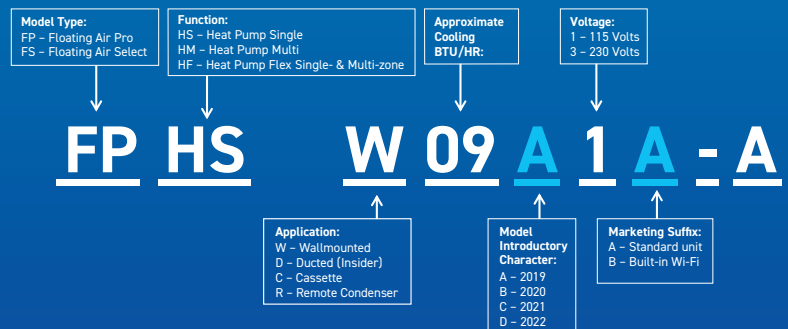 Model Type:
FP – Floating Air Pro
FS – Floating Air Select
Function:
HS – Heat Pump Single
HM – Heat Pump Multi
HF – Heat Pump Flex Single- & Multi-zone
Approximate
Cooling
BTU/HR:
Voltage:
1 – 115 Volts
3 – 230 Volts
FP HS W 09 A 1 A - A
Application:
W – Wallmounted
D – Ducted (Insider)
C – Cassette
R – Remote Condenser
Model
Introductory
Character:
A – 2019
B – 2020
C – 2021
D – 2022
Marketing Suffix:
A – Standard unit
B – Built-in Wi-Fi